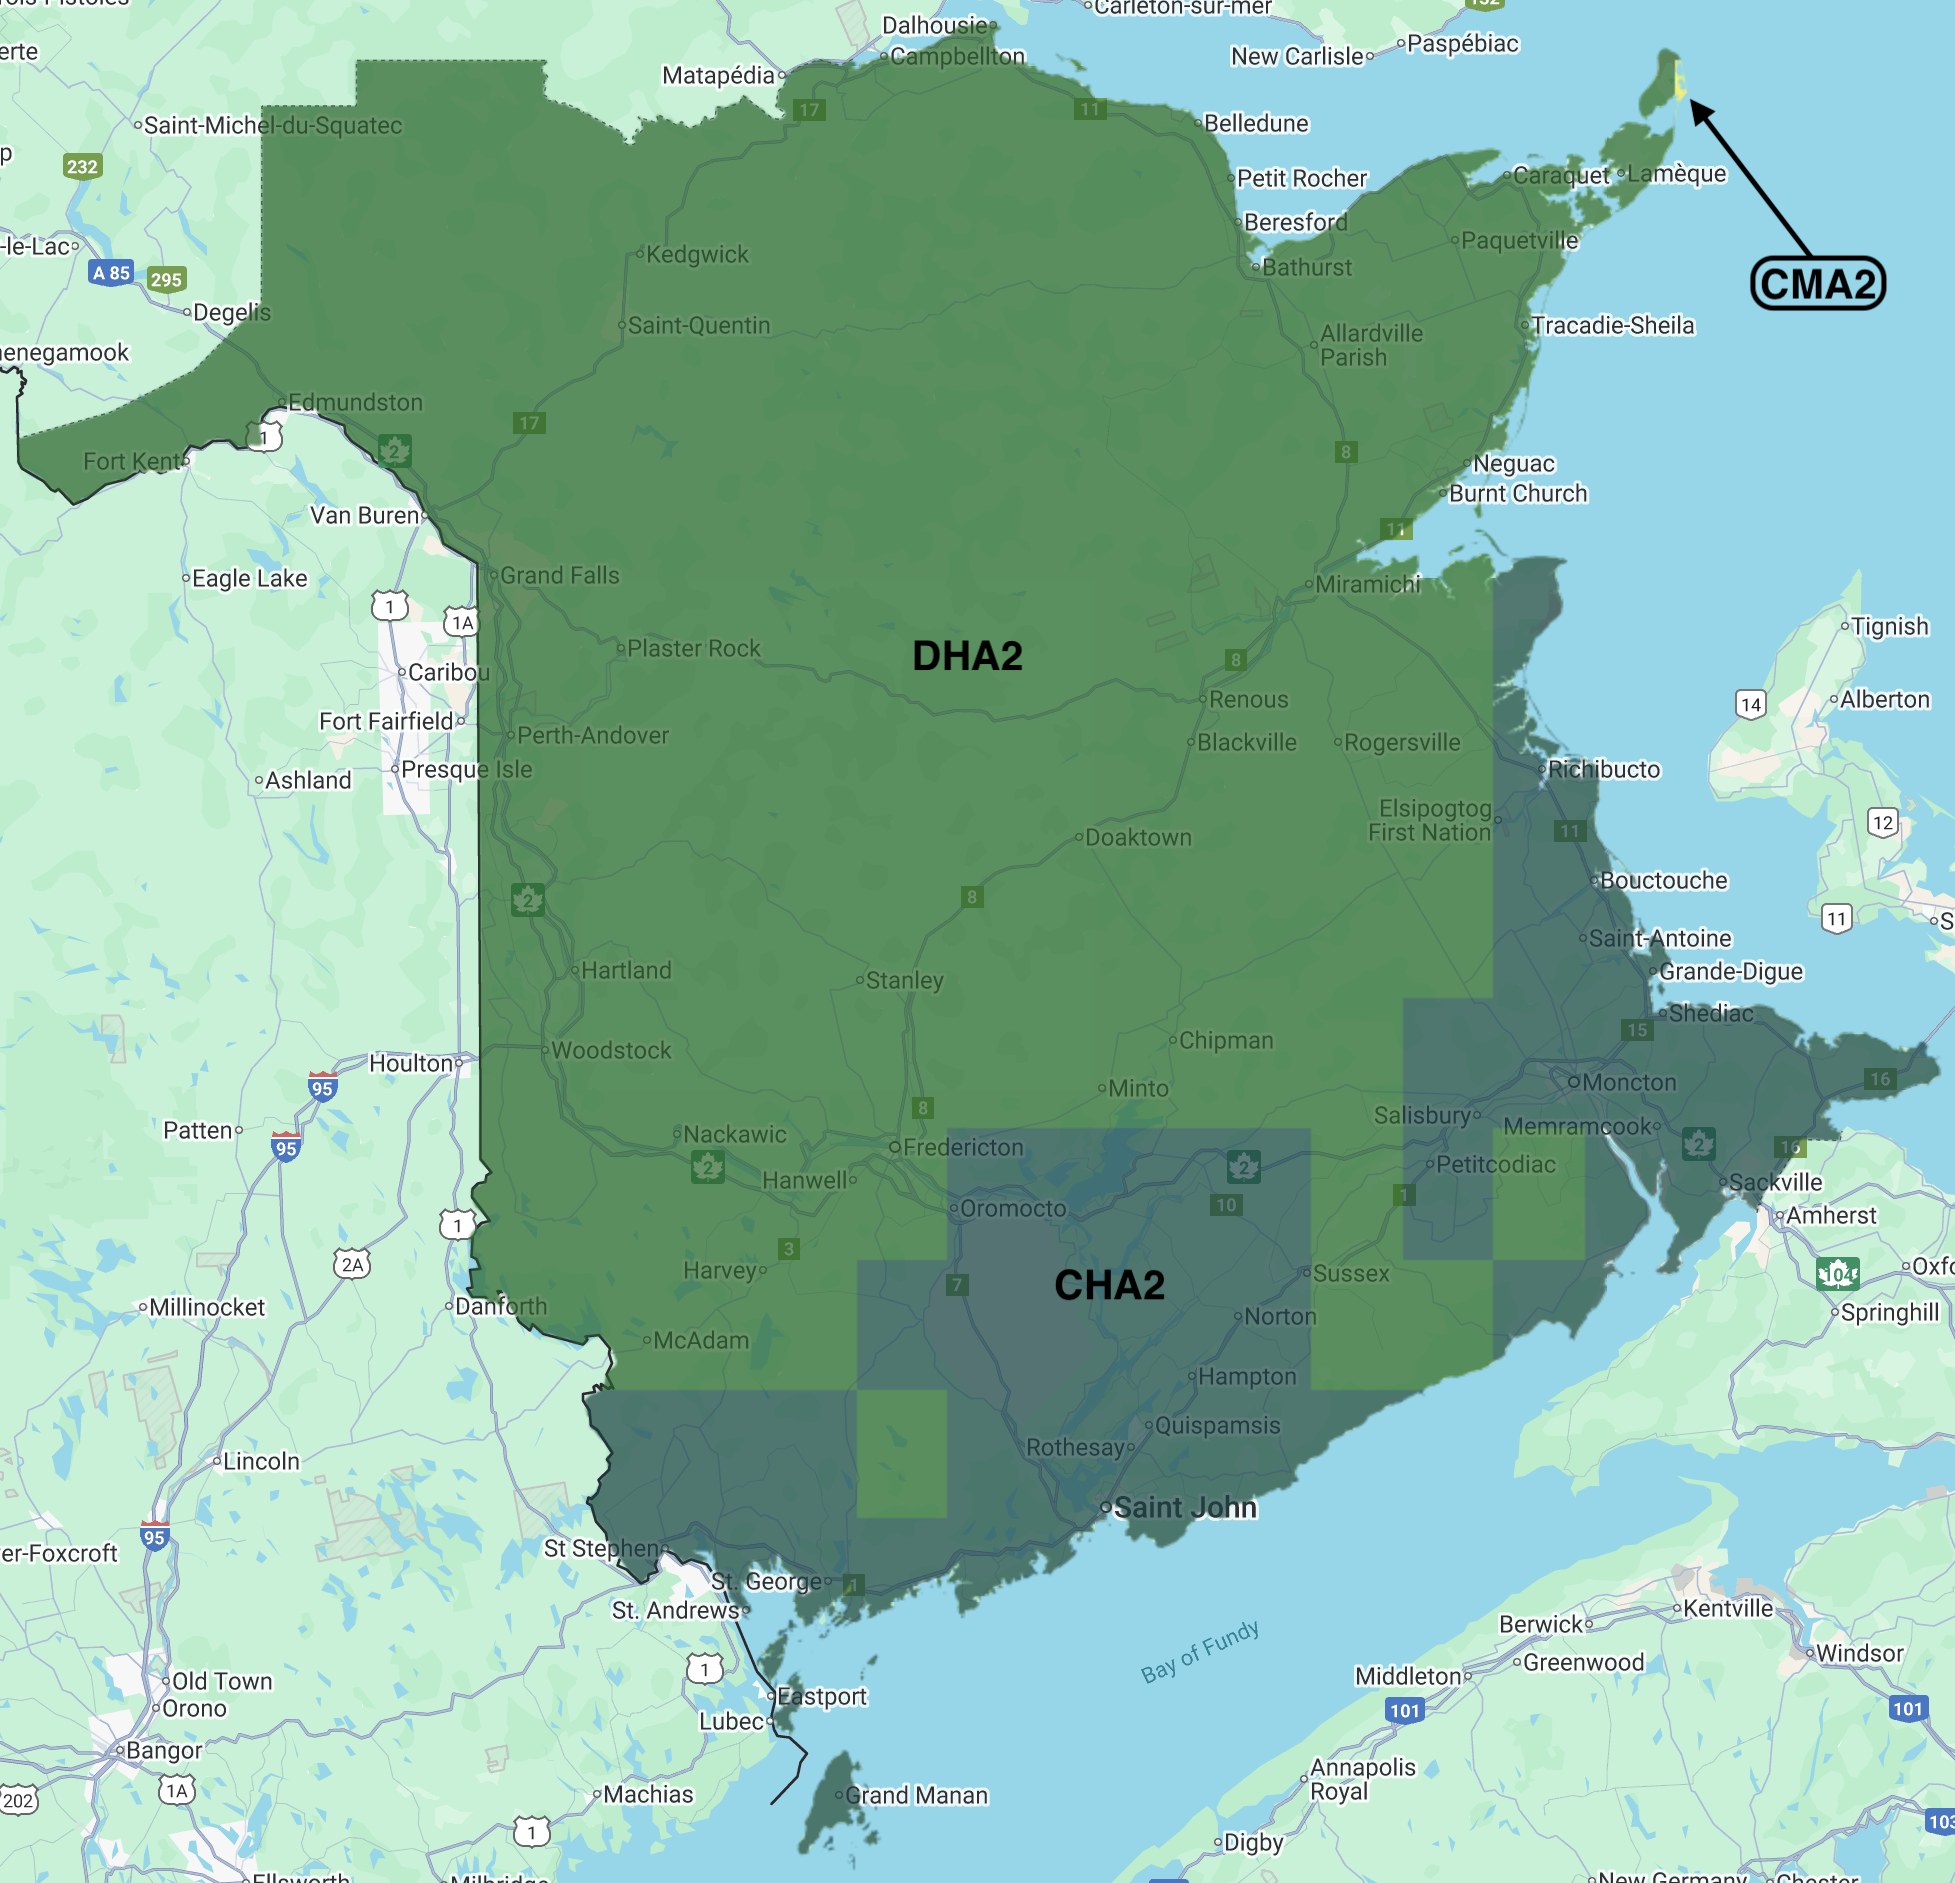 Carleton-sur-mer
132
Dalhousie
Paspébiac
New Carlisle
Campbellton
Matapédia
17
11
Saint-Michel-du-Squatec
Belledune
232
Petit Rocher
Caraquet
Lamèque
Beresford
Paquetville
-le-Lac
Kedgwick
Bathurst
A 85
295
CMA2
Degelis
Saint-Quentin
Allardville
Parish
Tracadie-Sheila
Edmundston
17
1
2
8
Fort Kent
Neguac
Burnt Church
Van Buren
11
Eagle Lake
Grand Falls
Miramichi
1
1A
Tignish
Plaster Rock
DHA2
8
Caribou
Renous
14
Alberton
Fort Fairfield
Perth-Andover
Blackville
Rogersville
Presque Isle
Ashland
Richibucto
Elsipogtog
First Nation
11
12
Doaktown
2
8
Bouctouche
11
Saint-Antoine
Hartland
Stanley
Grande-Digue
Shediac
15
Chipman
Woodstock
Houlton
95
Minto
Moncton
16
8
Salisbury
Memramcook
Patten
95
Nackawic
Fredericton
2
16
2
2
Petitcodiac
Hanwell
Sackville
1
10
Oromocto
Amherst
1
3
2A
Harvey
7
CHA2
Sussex
104
Millinocket
Danforth
Norton
Springhill
McAdam
Hampton
Quispamsis
Rothesay
Lincoln
Saint John
95
St Stephen
er-Foxcroft
St. George
1
St. Andrews
Kentville
Berwick
Bay of Fundy
Windsor
Greenwood
1
Middleton
Old Town
Eastport
Orono
101
101
Lubec
Bangor
Annapolis
Royal
1A
Machias
Grand Manan
202
103
1
Digby
Ellsworth
Milbridge
New Germany
Chester